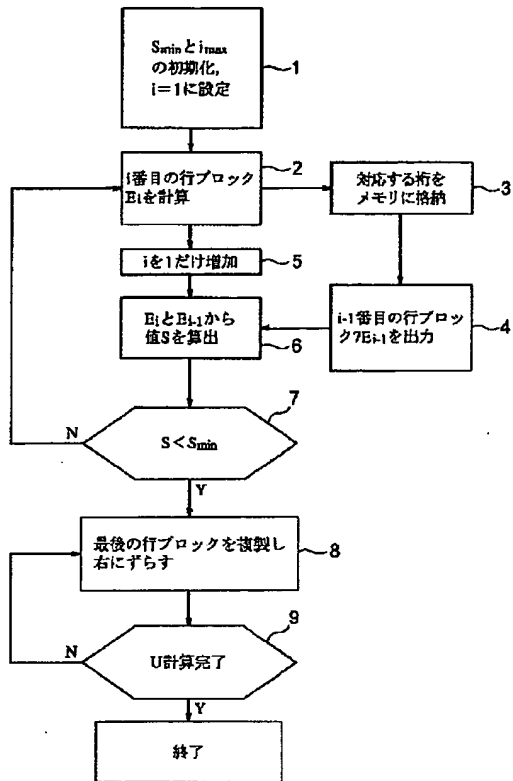 Sminとimax
の初期化,
i=1に設定
1
i番目の行ブロック
Eiを計算
2
対応する桁を
メモリに格納
3
iを1だけ増加
5
EiとEi-1から
値Sを算出
6
i-1番目の行ブロッ
ク7Ei-1を出力
4
7
S<Smin
N
Y
最後の行ブロックを複製し
右にずらす
8
9
U計算完了
N
Y
終了